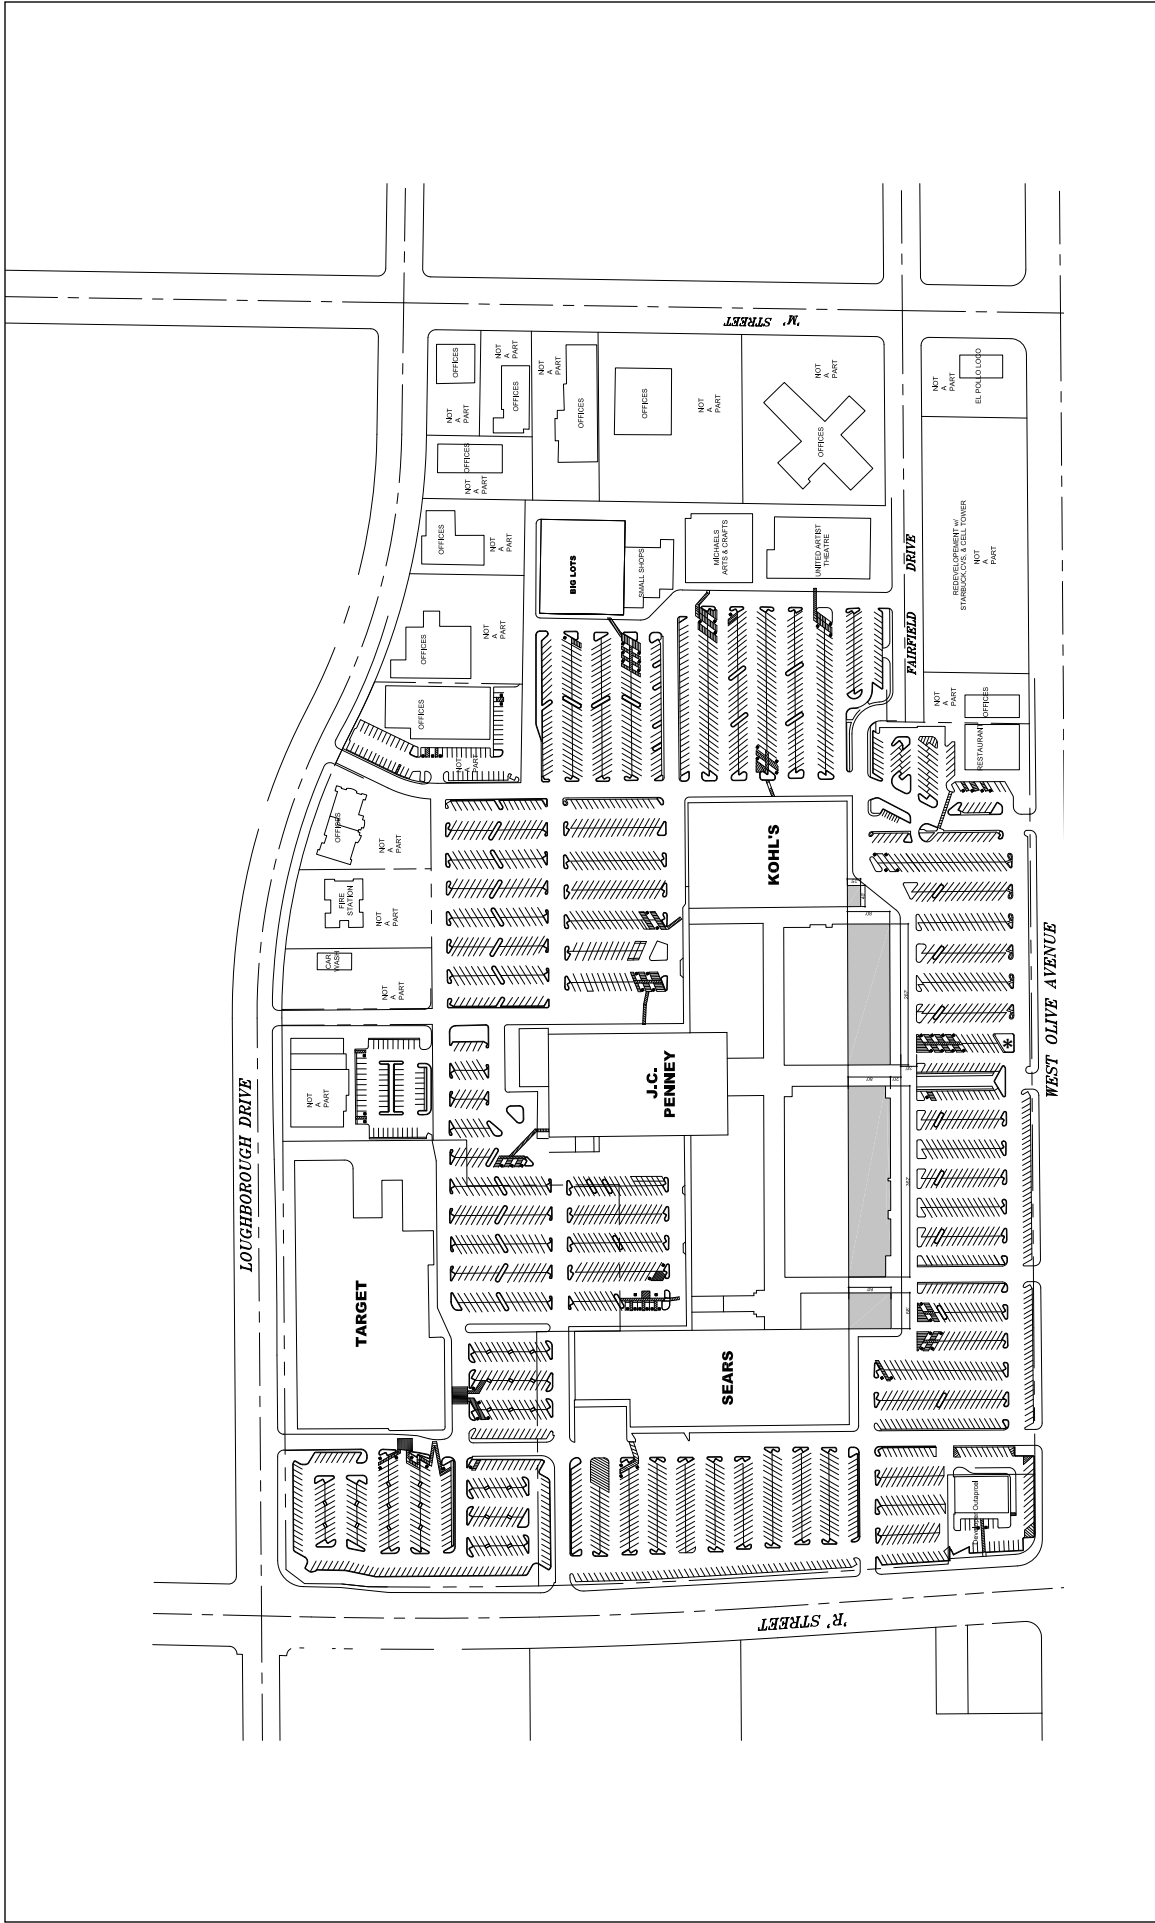 'M' STREET
OFFICES
NOT
A
PART
NOT
A
PART
OFFICES
NOT
A
PART
OFFICES
OFFICES
NOT
A
PART
OFFICES
NOT
A
PART
EL POLLO LOCO
NOT
A
PART
OFFICES
NOT
A
PART
OFFICES
NOT
A
PART
BIG LOTS
SMALL SHOPS
MICHAELS
ARTS & CRAFTS
UNITED ARTIST
THEATRE
FAIRFIELD DRIVE
REDEVELOPEMENT w/
STARBUCK,CVS, & CELL TOWER
NOT
A
PART
OFFICES
NOT
A
PART
OFFICES
NOT
A
PART
NOT
A
PART
OFFICES
RESTAURANT
OFFICES
NOT
A
PART
FIRE
STATION
NOT
A
PART
CAR
WASH
NOT
A
PART
KOHL'S
WEST OLIVE AVENUE
*
J.C.
PENNEY
NOT
A
PART
LOUGHBOROUGH DRIVE
TARGET
SEARS
'R' STREET